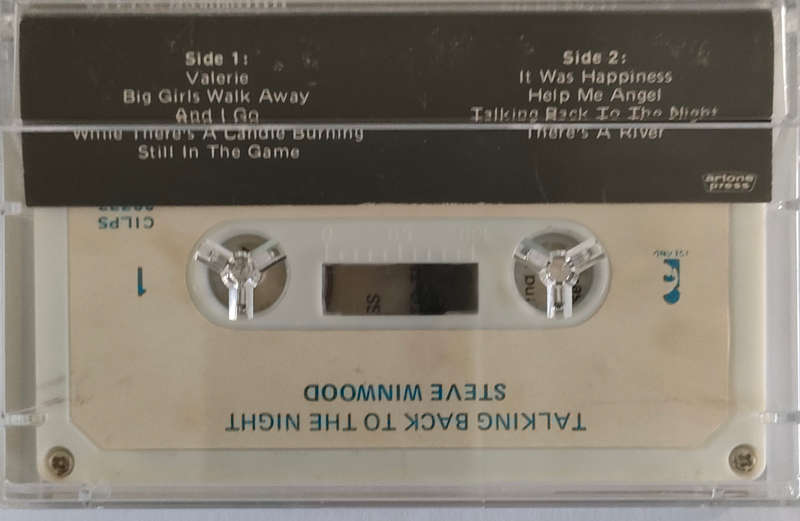 Side 1:
Valerie
Big Girls Walk Away
And I Go
While There's A Candle Burning
Still In The Game
Side 2:
It Was Happiness
Help Me Angel
Talking Back To The Night
There's A River
artone
press
CILPS
1
ISLAND
TALKING BACK TO THE NIGHT
STEVE WINWOOD